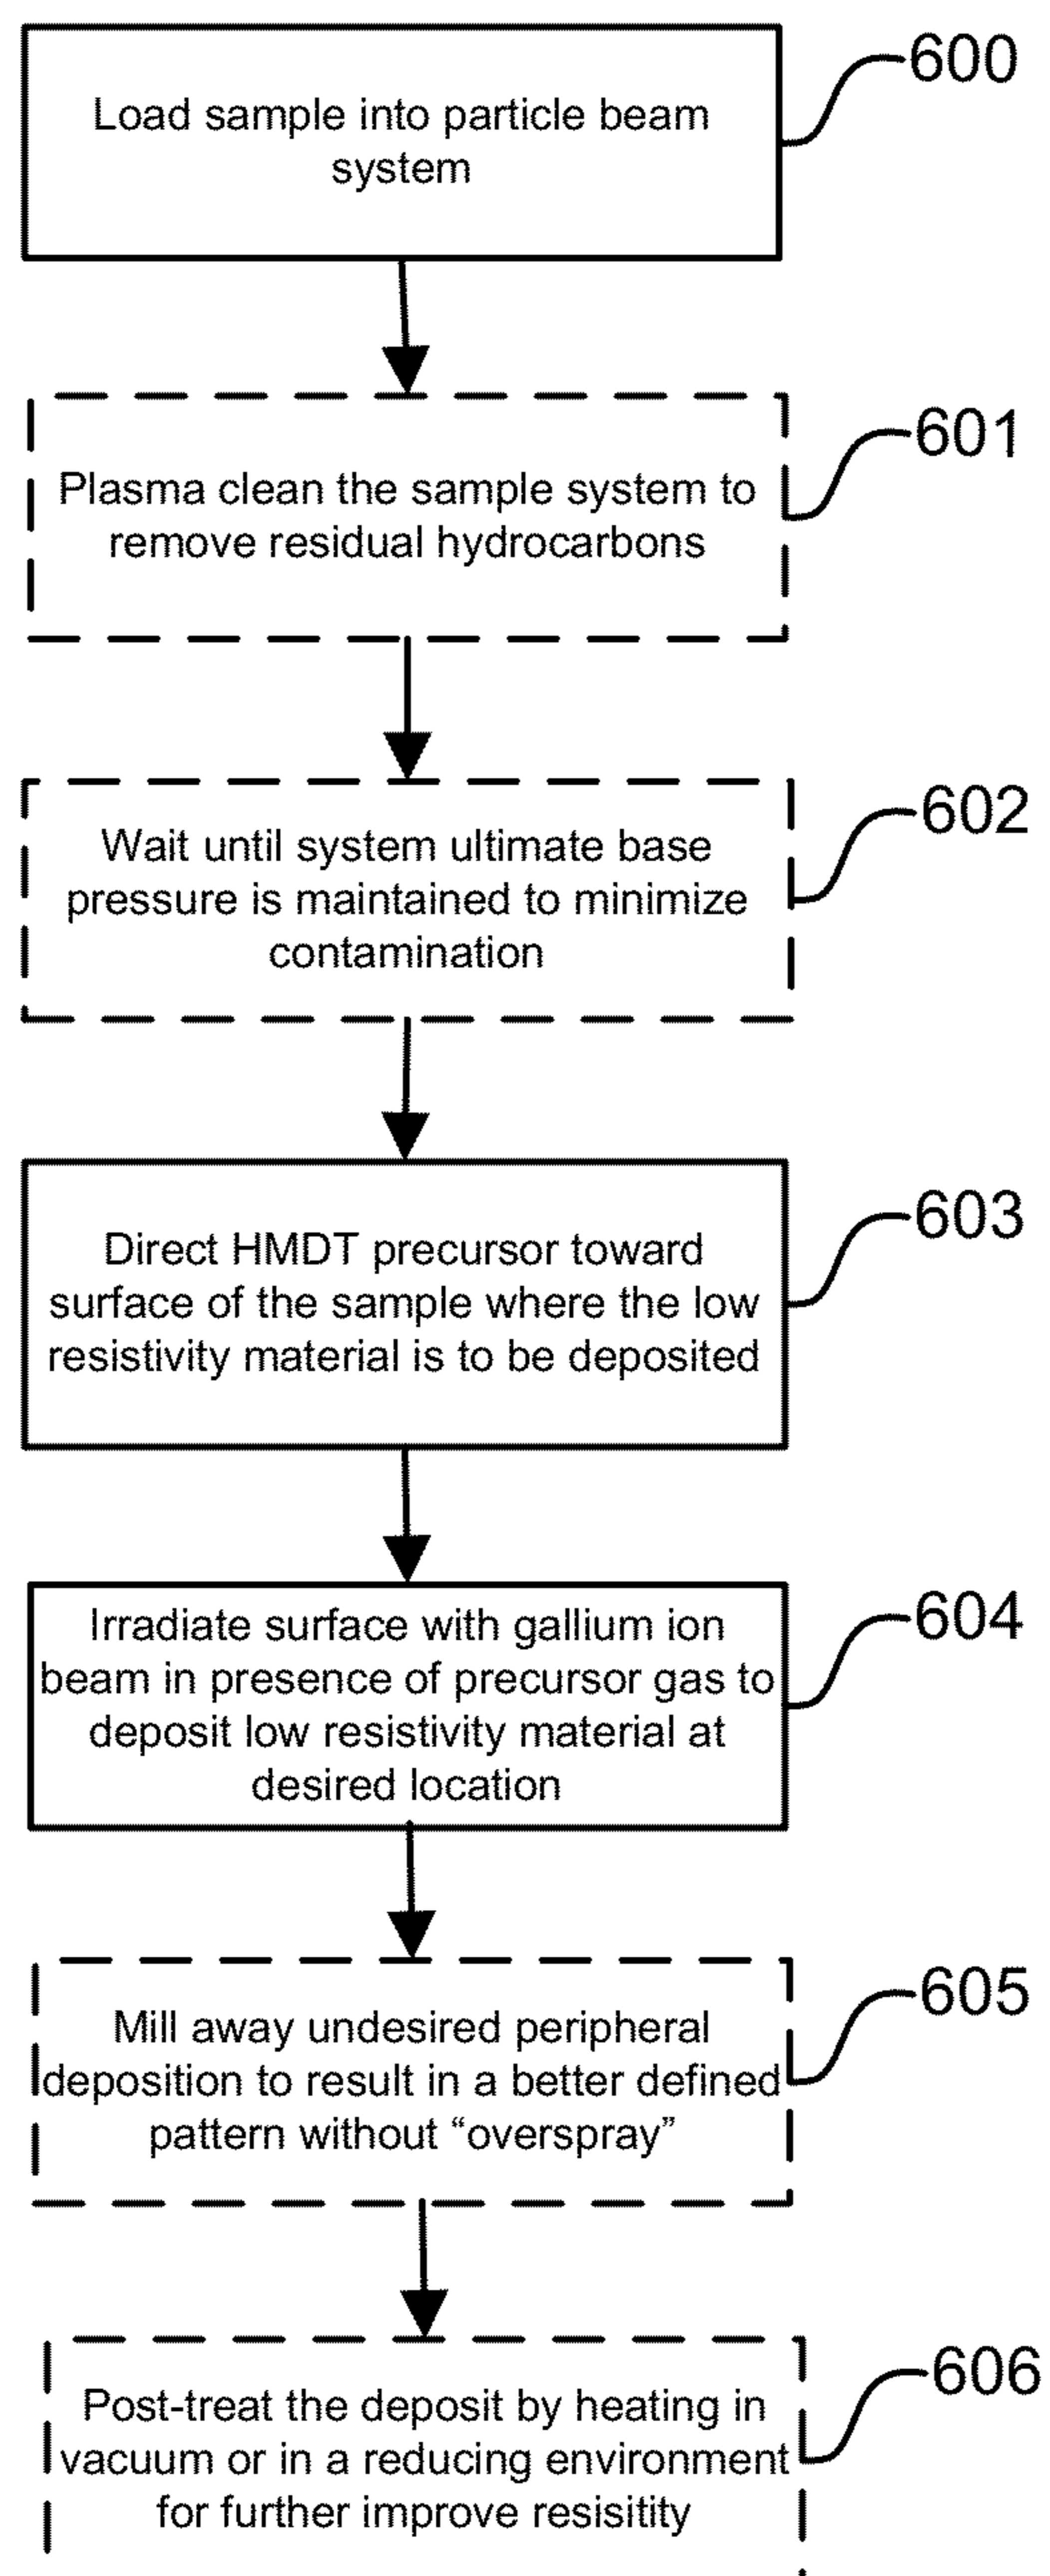 600
Load sample into particle beam
system
601
Plasma clean the sample system to
remove residual hydrocarbons
602
Wait until system ultimate base
pressure is maintained to minimize
contamination
603
Direct HMDT precursor toward
surface of the sample where the low
resistivity material is to be deposited
604
Irradiate surface with gallium ion
beam in presence of precursor gas to
deposit low resistivity material at
desired location
605
Mill away undesired peripheral
deposition to result in a better defined
pattern without “overspray”
606
Post-treat the deposit by heating in
vacuum or in a reducing environment
for further improve resisitity